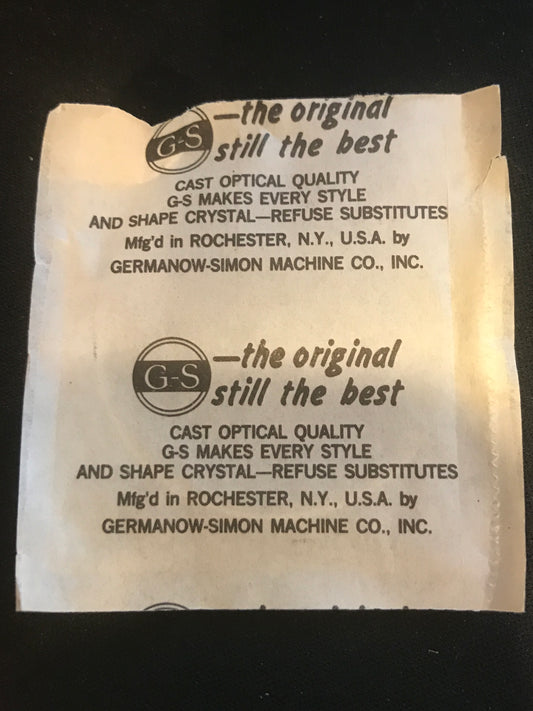 G-S —the original
still the best
CAST OPTICAL QUALITY
G-S MAKES EVERY STYLE
AND SHAPE CRYSTAL—REFUSE SUBSTITUTES
Mfg'd in ROCHESTER, N.Y., U.S.A. by
GERMANOW-SIMON MACHINE CO., INC.
G-S —the original
still the best
CAST OPTICAL QUALITY
G-S MAKES EVERY STYLE
AND SHAPE CRYSTAL—REFUSE SUBSTITUTES
Mfg'd in ROCHESTER, N.Y., U.S.A. by
GERMANOW-SIMON MACHINE CO., INC.